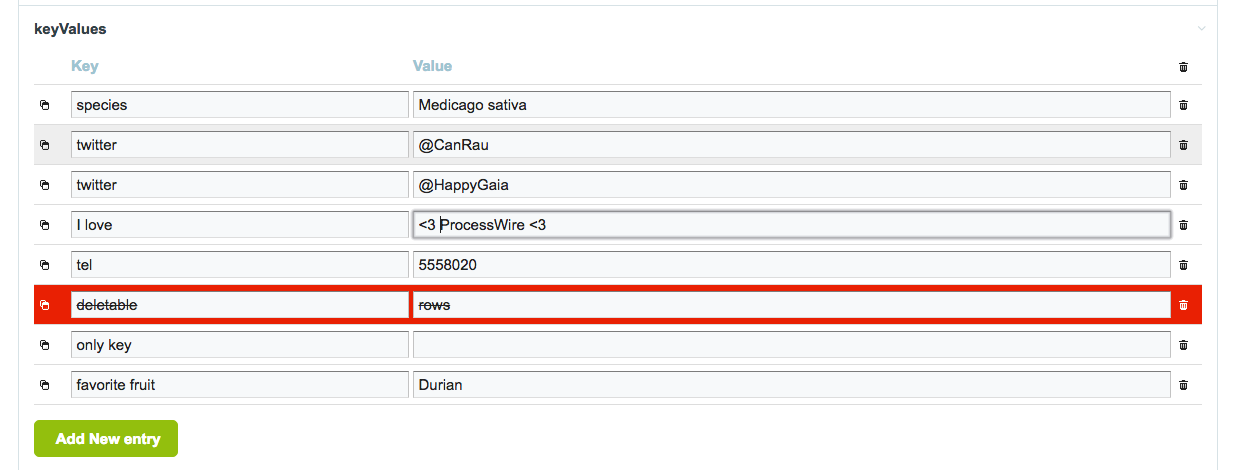 keyValues
Key Value
species Medicago sativa
twitter @CanRau
twitter @HappyGaia
I love <3 ProcessWire <3
tel 5558020
deletable rows
only key
favorite fruit Durian
Add New entry